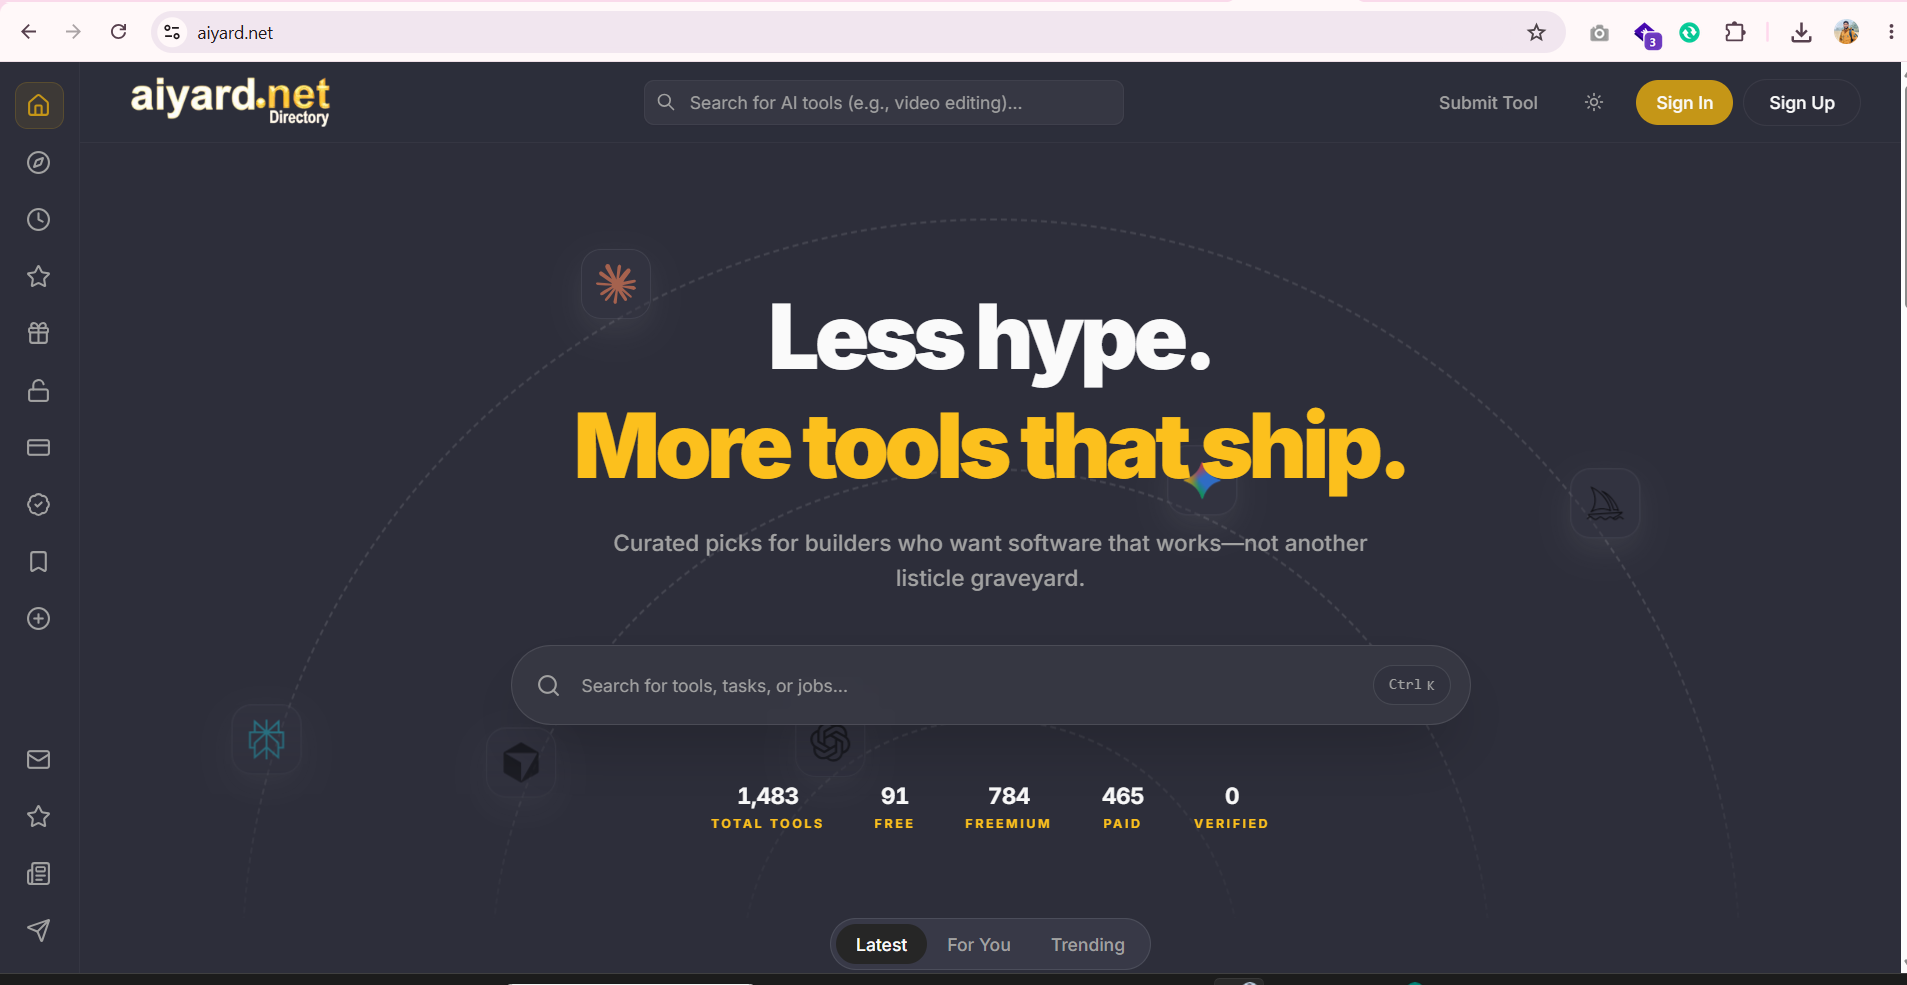 aiyard.net
3
aiyard.net
Directory
Search for AI tools (e.g., video editing)...
Submit Tool
Sign In
Sign Up
Less hype.
More tools that ship.
Curated picks for builders who want software that works—not another
listicle graveyard.
Search for tools, tasks, or jobs...
Ctrl K
1,483
TOTAL TOOLS
91
FREE
784
FREEMIUM
465
PAID
0
VERIFIED
Latest
For You
Trending